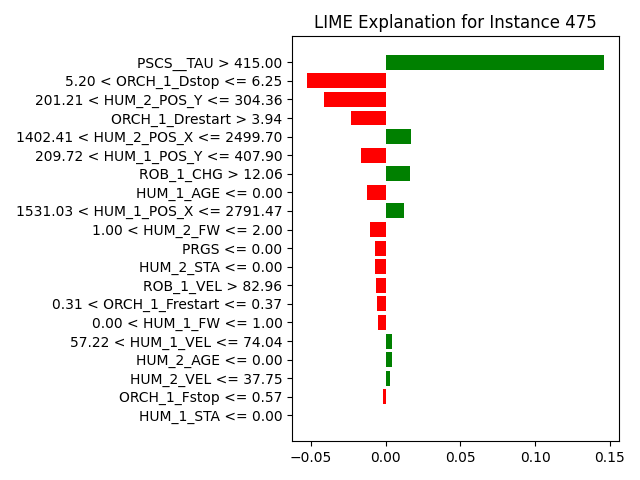 LIME Explanation for Instance 475
PSCS__TAU > 415.00
5.20 < ORCH_1_Dstop <= 6.25
201.21 < HUM_2_POS_Y <= 304.36
ORCH_1_Drestart > 3.94
1402.41 < HUM_2_POS_X <= 2499.70
209.72 < HUM_1_POS_Y <= 407.90
ROB_1_CHG > 12.06
HUM_1_AGE <= 0.00
1531.03 < HUM_1_POS_X <= 2791.47
1.00 < HUM_2_FW <= 2.00
PRGS <= 0.00
HUM_2_STA <= 0.00
ROB_1_VEL > 82.96
0.31 < ORCH_1_Frestart <= 0.37
0.00 < HUM_1_FW <= 1.00
57.22 < HUM_1_VEL <= 74.04
HUM_2_AGE <= 0.00
HUM_2_VEL <= 37.75
ORCH_1_Fstop <= 0.57
HUM_1_STA <= 0.00
−0.05 0.00 0.05 0.10 0.15